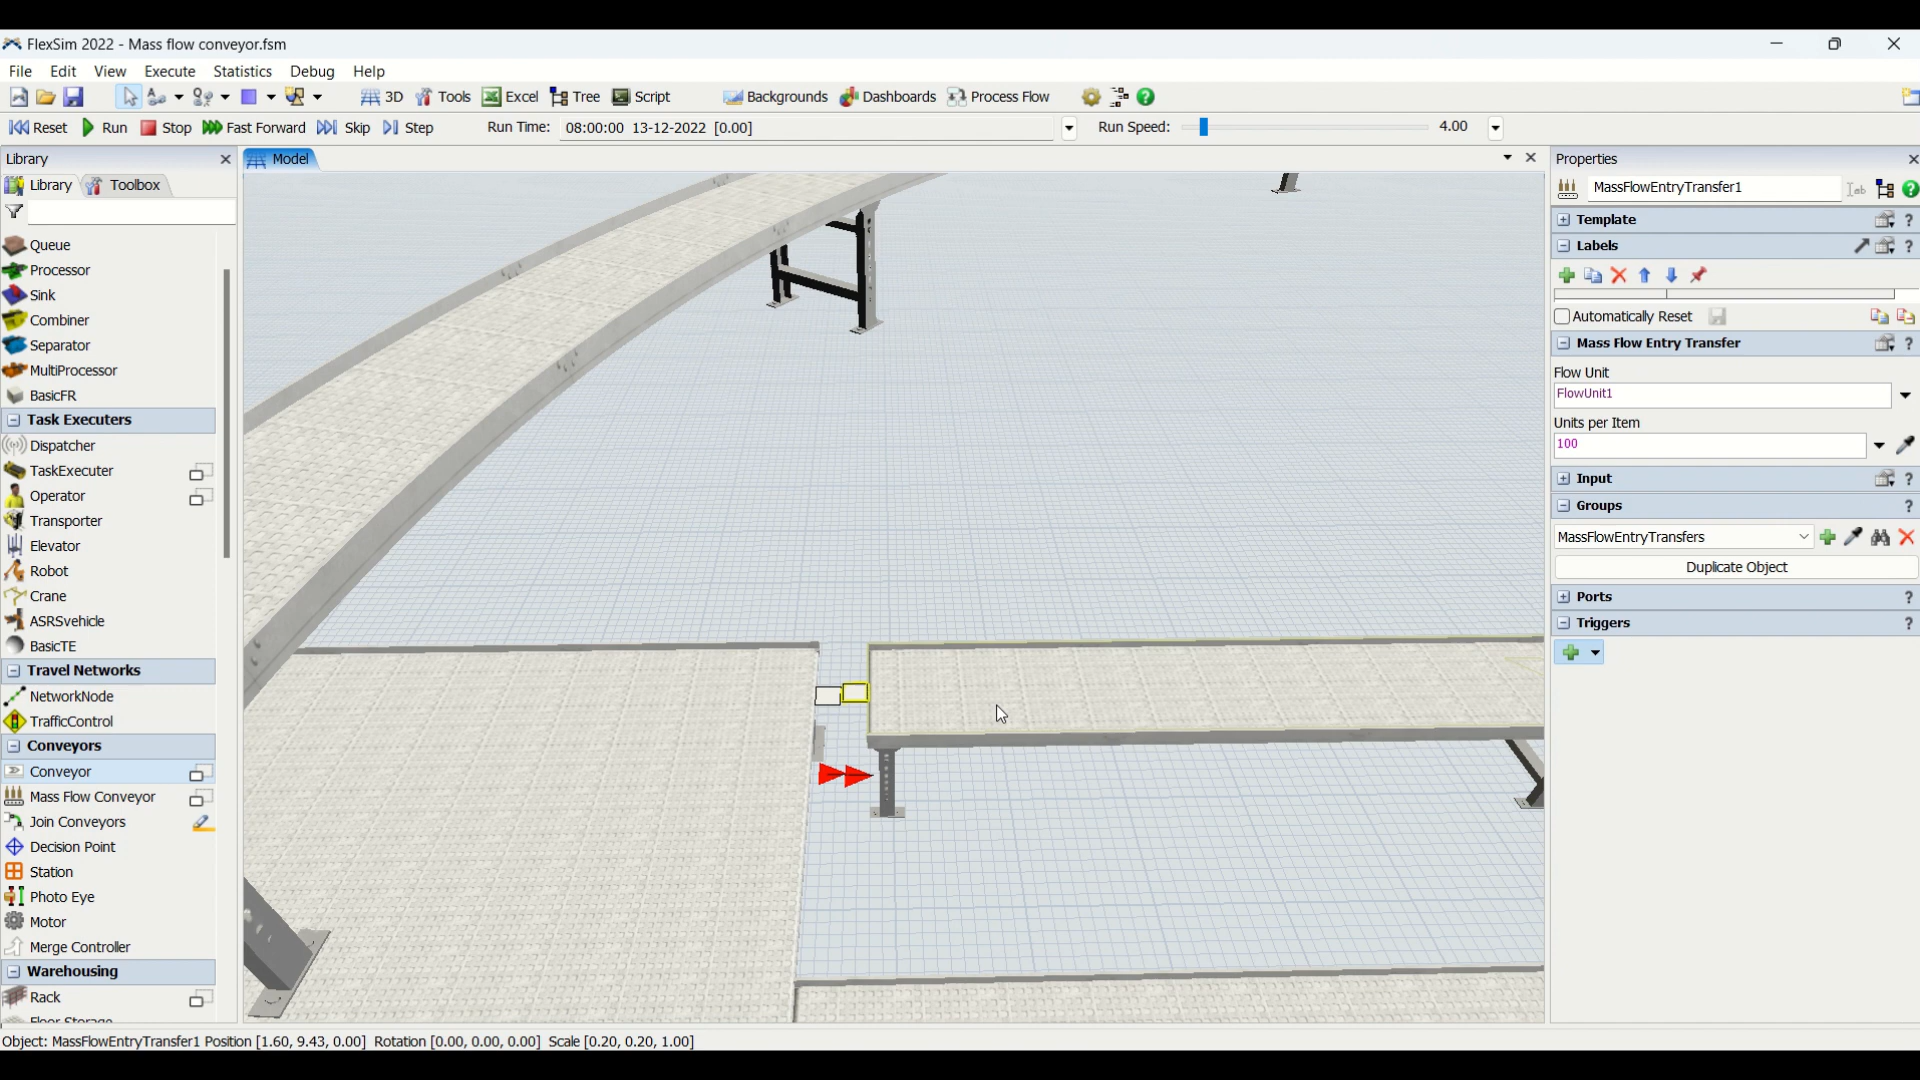 FlexSim 2022 - Mass flow conveyor.fsm
File Edit View Execute Statistics Debug Help
3D Tools Excel Tree Script Backgrounds Dashboards Process Flow
Reset Run Stop Fast Forward Skip Step Run Time: 08:00:00 13-12-2022 [0.00] Run Speed: 4.00
Library
Library Toolbox
Queue
Processor
Sink
Combiner
Separator
MultiProcessor
BasicFR
Task Executers
Dispatcher
TaskExecuter
Operator
Transporter
Elevator
Robot
Crane
ASRSvehicle
BasicTE
Travel Networks
NetworkNode
TrafficControl
Conveyors
Conveyor
Mass Flow Conveyor
Join Conveyors
Decision Point
Station
Photo Eye
Motor
Merge Controller
Warehousing
Rack
Floor Storage
Model
Properties
MassFlowEntryTransfer1
Template
Labels
Automatically Reset
Mass Flow Entry Transfer
Flow Unit
FlowUnit1
Units per Item
100
Input
Groups
MassFlowEntryTransfers
Duplicate Object
Ports
Triggers
Object: MassFlowEntryTransfer1 Position [1.60, 9.43, 0.00] Rotation [0.00, 0.00, 0.00] Scale [0.20, 0.20, 1.00]